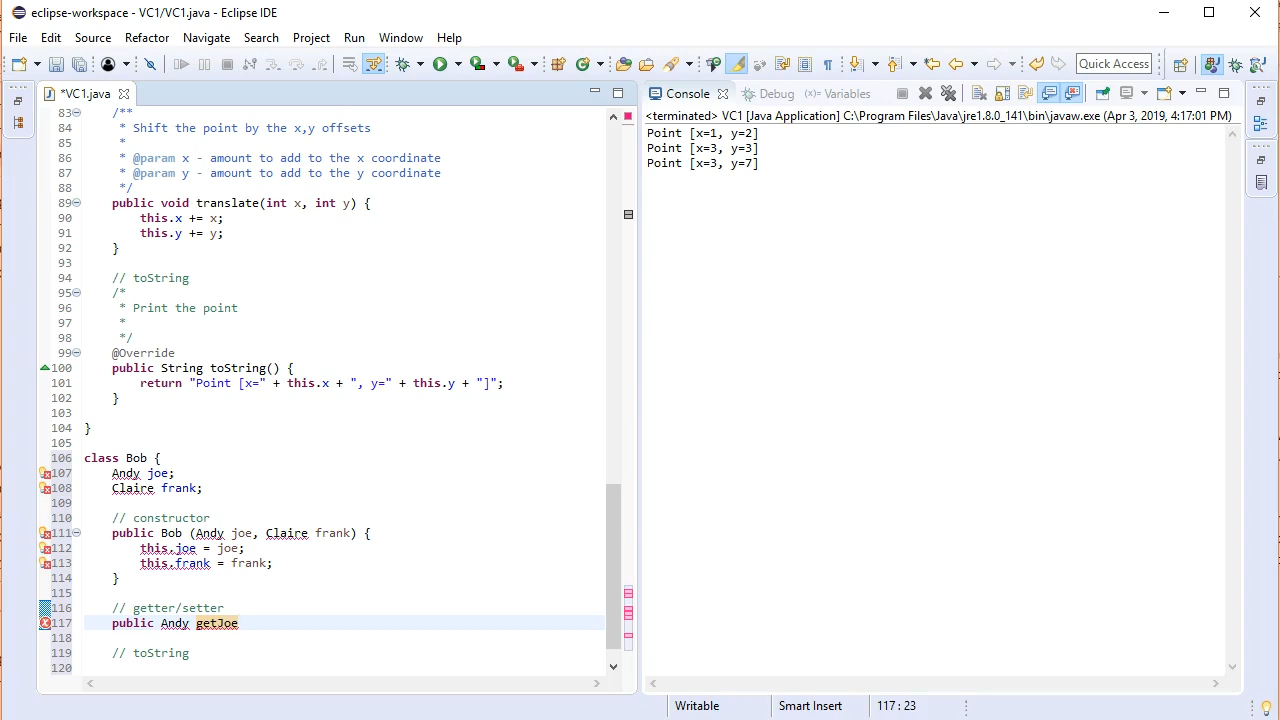 eclipse-workspace - VC1/VC1.java - Eclipse IDE
File Edit Source Refactor Navigate Search Project Run Window Help
Quick Access
*VC1.java
83 /**
84 * Shift the point by the x,y offsets
85 *
86 * @param x - amount to add to the x coordinate
87 * @param y - amount to add to the y coordinate
88 */
89 public void translate(int x, int y) {
90 this.x += x;
91 this.y += y;
92 }
93
94 // toString
95 /*
96 * Print the point
97 *
98 */
99 @Override
100 public String toString() {
101 return "Point [x=" + this.x + ", y=" + this.y + "]";
102 }
103
104 }
105
106 class Bob {
107 Andy joe;
108 Claire frank;
109
110 // constructor
111 public Bob (Andy joe, Claire frank) {
112 this.joe = joe;
113 this.frank = frank;
114 }
115
116 // getter/setter
117 public Andy getJoe
118
119 // toString
120
Console Debug Variables
<terminated> VC1 [Java Application] C:\Program Files\Java\jre1.8.0_141\bin\javaw.exe (Apr 3, 2019, 4:17:01 PM)
Point [x=1, y=2]
Point [x=3, y=3]
Point [x=3, y=7]
Writable Smart Insert 117 : 23